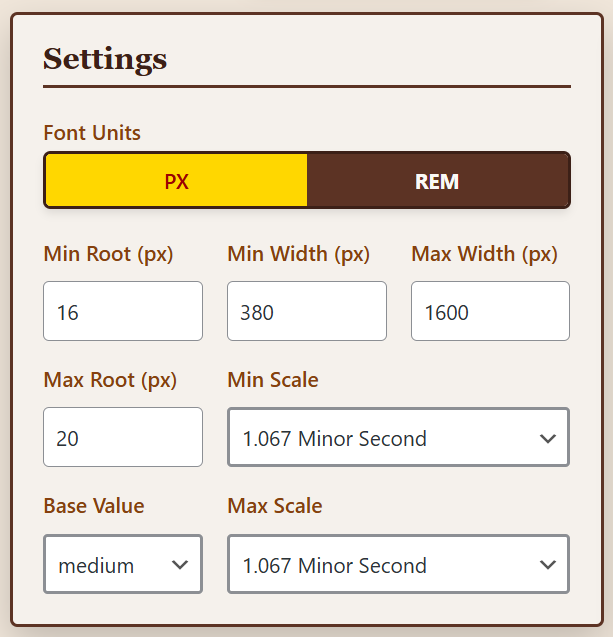 Settings
Font Units
PX REM
Min Root (px) Min Width (px) Max Width (px)
16 380 1600
Max Root (px) Min Scale
20 1.067 Minor Second
Base Value Max Scale
medium 1.067 Minor Second